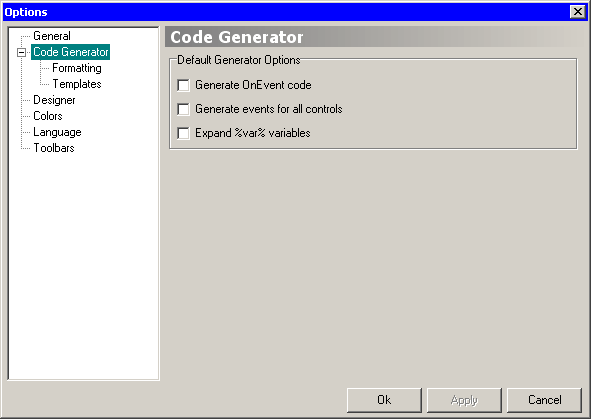 Options
General
Code Generator
Formatting
Templates
Designer
Colors
Language
Toolbars
Code Generator
Default Generator Options
Generate OnEvent code
Generate events for all controls
Expand %var% variables
Ok
Apply
Cancel